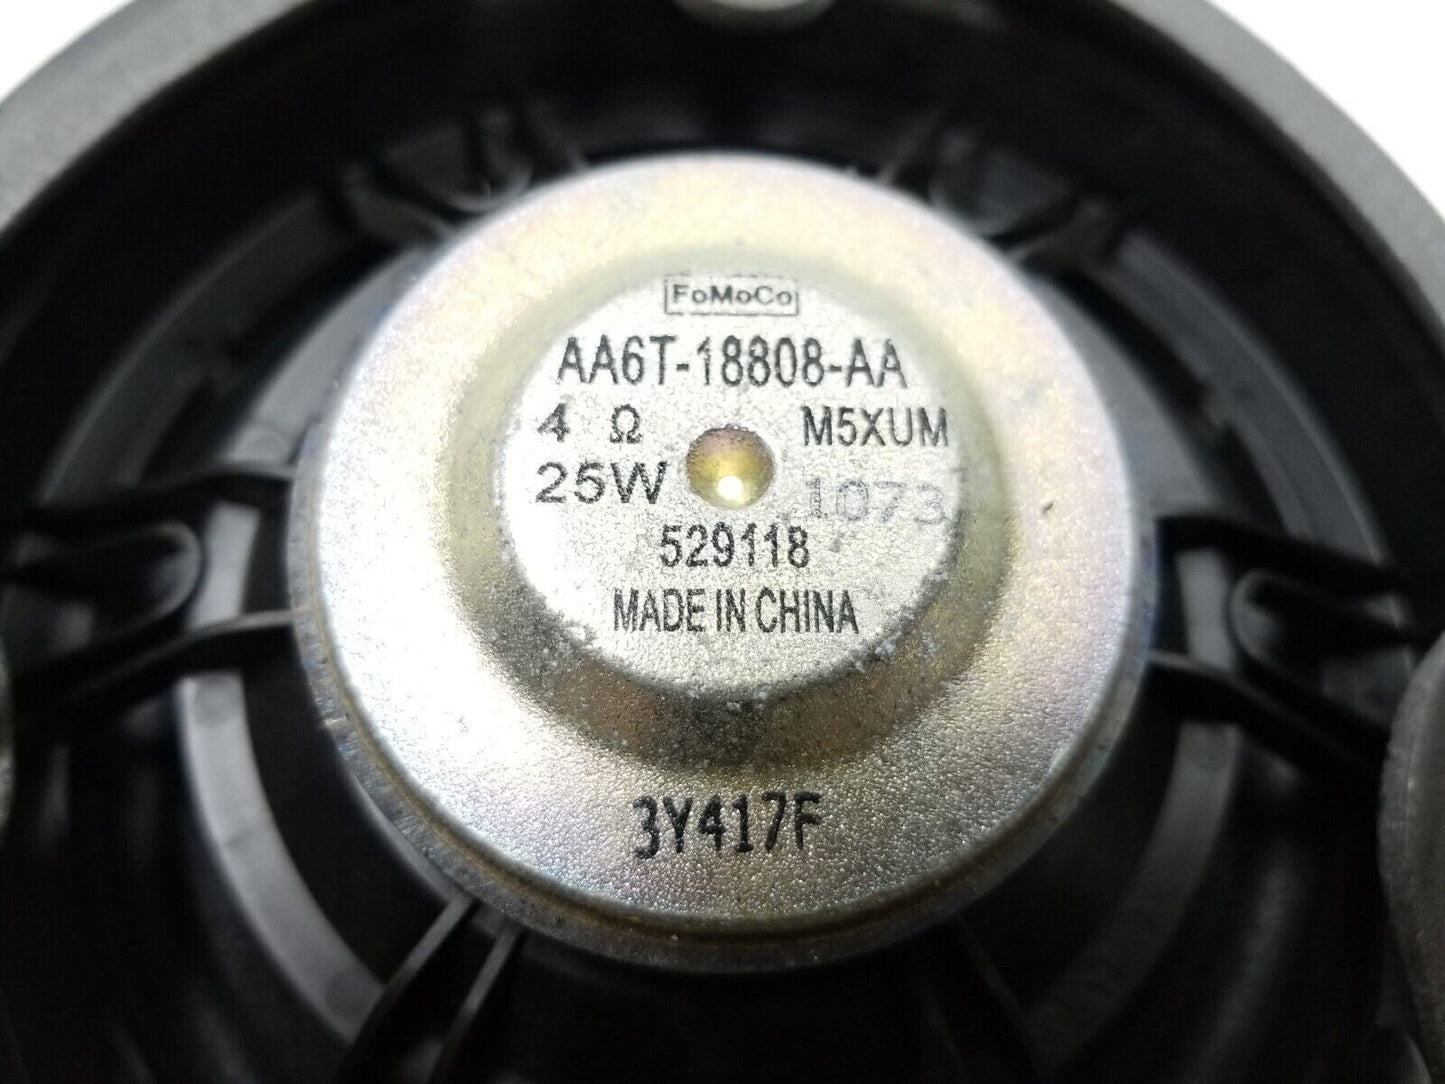 FoMoCo
AA6T-18808-AA
4 Ω M5XUM
25W 1073
529118
MADE IN CHINA
3Y417F